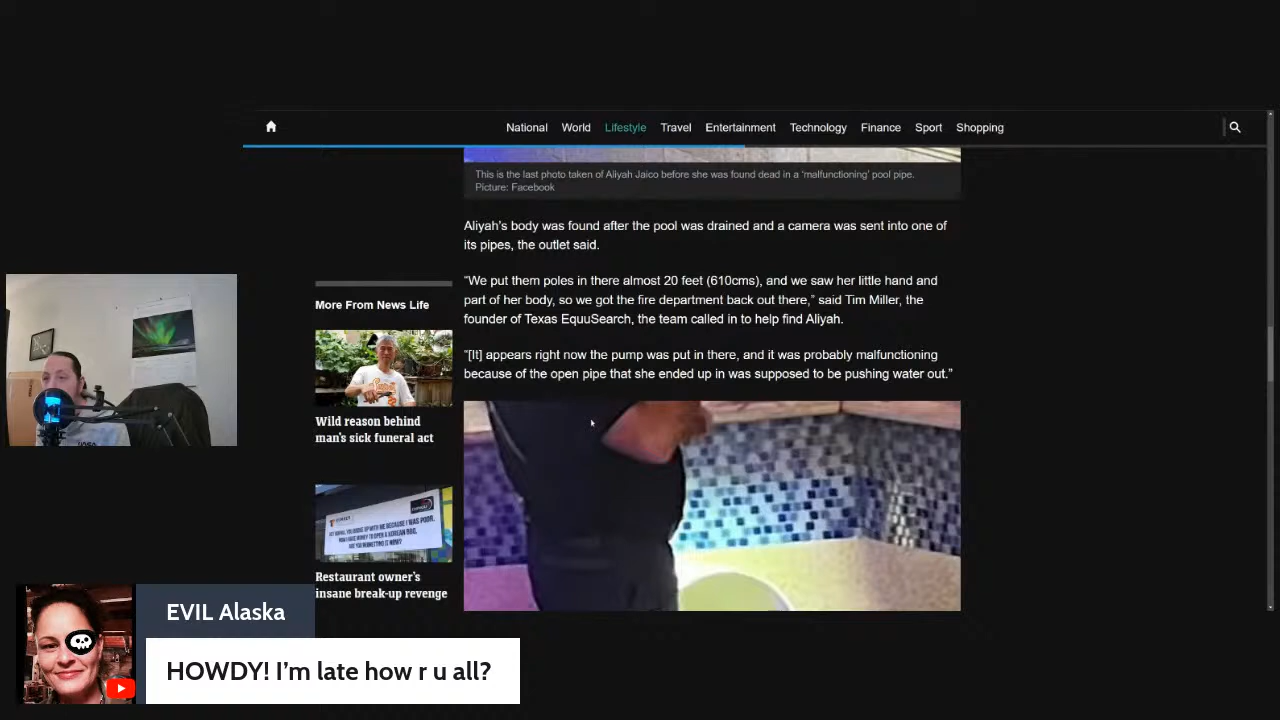 National World Lifestyle Travel Entertainment Technology Finance Sport Shopping
This is the last photo taken of Aliyah Jaico before she was found dead in a ‘malfunctioning’ pool pipe.
Picture: Facebook
Aliyah’s body was found after the pool was drained and a camera was sent into one of
its pipes, the outlet said.
“We put them poles in there almost 20 feet (610cms), and we saw her little hand and
part of her body, so we got the fire department back out there,” said Tim Miller, the
founder of Texas EquuSearch, the team called in to help find Aliyah.
“[It] appears right now the pump was put in there, and it was probably malfunctioning
because of the open pipe that she ended up in was supposed to be pushing water out.”
More From News Life
Wild reason behind
man’s sick funeral act
Restaurant owner’s
insane break-up revenge
EVIL Alaska
HOWDY! I’m late how r u all?